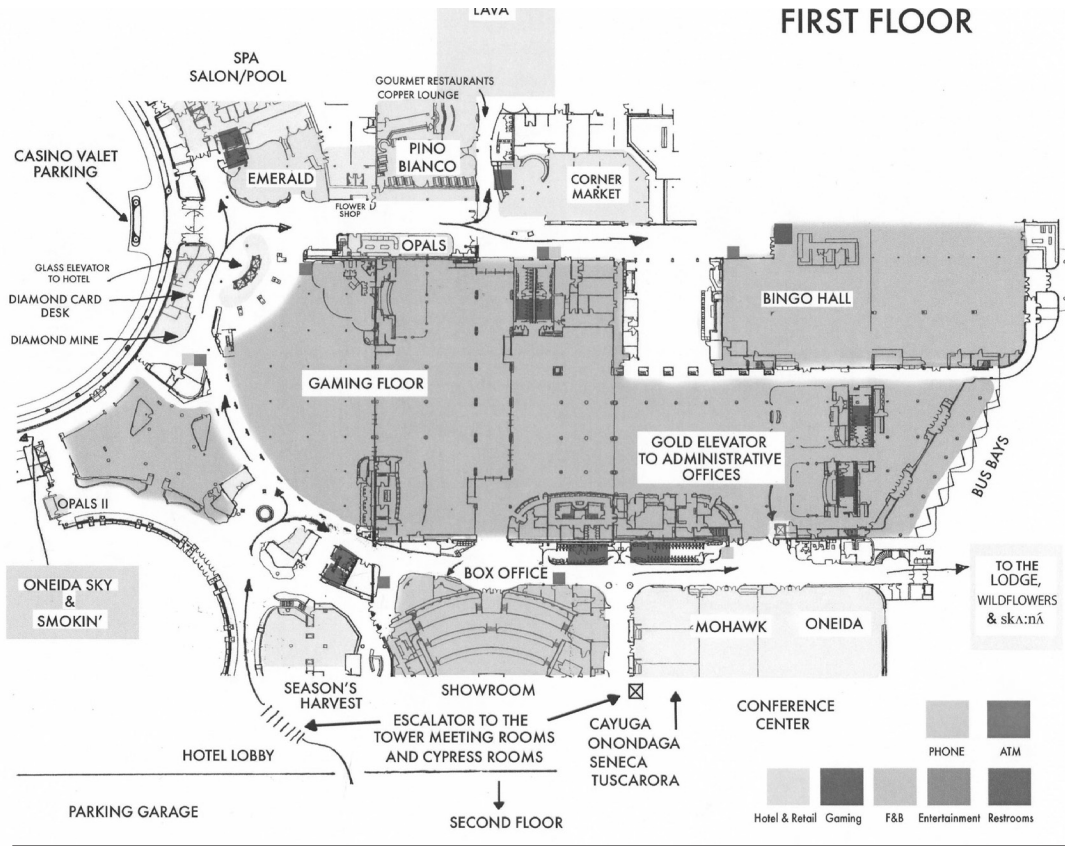 LAVA
FIRST FLOOR
SPA
SALON/POOL
GOURMET RESTAURANTS
COPPER LOUNGE
CASINO VALET
PARKING
EMERALD
PINO
BIANCO
CORNER
MARKET
FLOWER
SHOP
OPALS
GLASS ELEVATOR
TO HOTEL
DIAMOND CARD
DESK
DIAMOND MINE
BINGO HALL
GAMING FLOOR
GOLD ELEVATOR
TO ADMINISTRATIVE
OFFICES
BUS BAYS
OPALS II
ONEIDA SKY
&
SMOKIN'
BOX OFFICE
TO THE
LODGE,
WILDFLOWERS
& skʌ:nʌ́
MOHAWK
ONEIDA
SEASON'S
HARVEST
SHOWROOM
ESCALATOR TO THE
TOWER MEETING ROOMS
AND CYPRESS ROOMS
CAYUGA
ONONDAGA
SENECA
TUSCARORA
CONFERENCE
CENTER
PHONE
ATM
HOTEL LOBBY
PARKING GARAGE
SECOND FLOOR
Hotel & Retail
Gaming
F&B
Entertainment
Restrooms